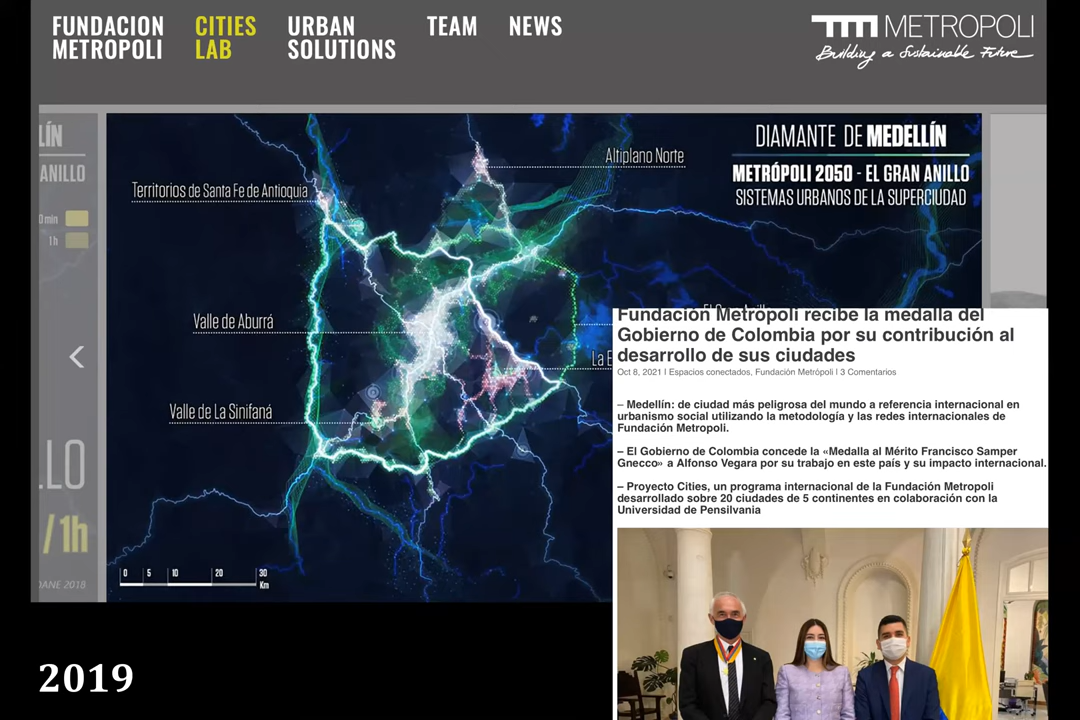 FUNDACION METROPOLI
CITIES LAB
URBAN SOLUTIONS
TEAM
NEWS
METROPOLI
Building a Sustainable Future
LÍN
ANILLO
0 min
1h
LLO
/ 1h
DANE 2018
DIAMANTE DE MEDELLÍN
METRÓPOLI 2050 - EL GRAN ANILLO
SISTEMAS URBANOS DE LA SUPERCIUDAD
Altiplano Norte
Territorios de Santa Fe de Antioquia
Valle de Aburrá
Valle de La Sinifaná
La E
0 5 10 20 30
Km
Fundación Metrópoli recibe la medalla del
Gobierno de Colombia por su contribución al
desarrollo de sus ciudades
Oct 8, 2021 | Espacios conectados, Fundación Metrópoli | 3 Comentarios
– Medellín: de ciudad más peligrosa del mundo a referencia internacional en
urbanismo social utilizando la metodología y las redes internacionales de
Fundación Metropoli.
– El Gobierno de Colombia concede la «Medalla al Mérito Francisco Samper
Gnecco» a Alfonso Vegara por su trabajo en este país y su impacto internacional.
– Proyecto Cities, un programa internacional de la Fundación Metropoli
desarrollado sobre 20 ciudades de 5 continentes en colaboración con la
Universidad de Pensilvania
2019